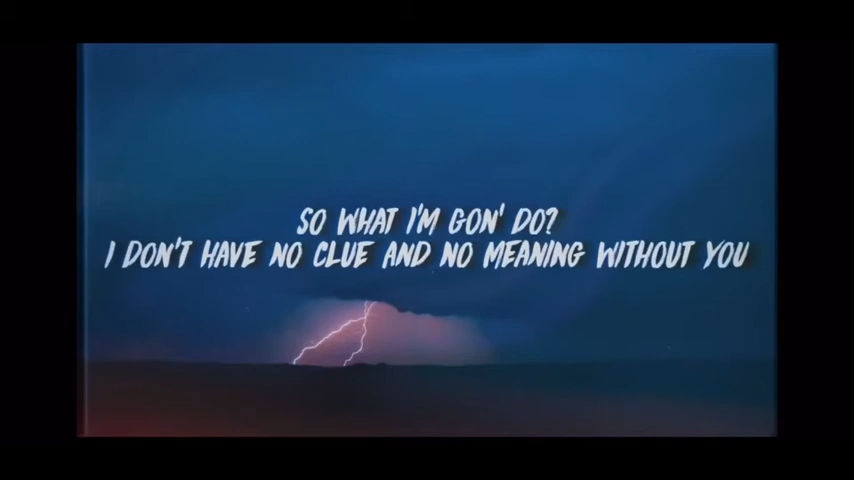 SO WHAT I'M GON' DO?
I DON'T HAVE NO CLUE AND NO MEANING WITHOUT YOU